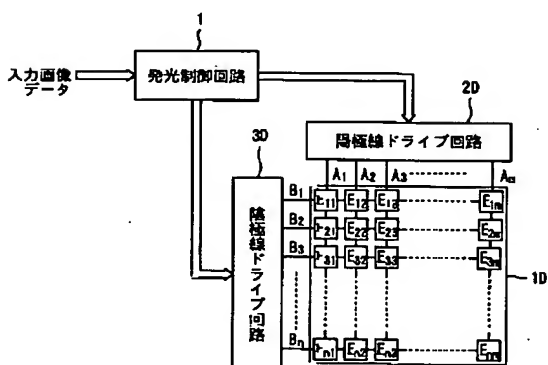 1
入力画像
データ
発光制御回路
2D
陽極線ドライブ回路
3D
陰極線ドライブ回路
A1 A2 A3 Am
B1 E11 E12 E13 E1m
B2 E21 E22 E23 E2m
B3 E31 E32 E33 E3m
1D
Bn En1 En2 En3 Enm